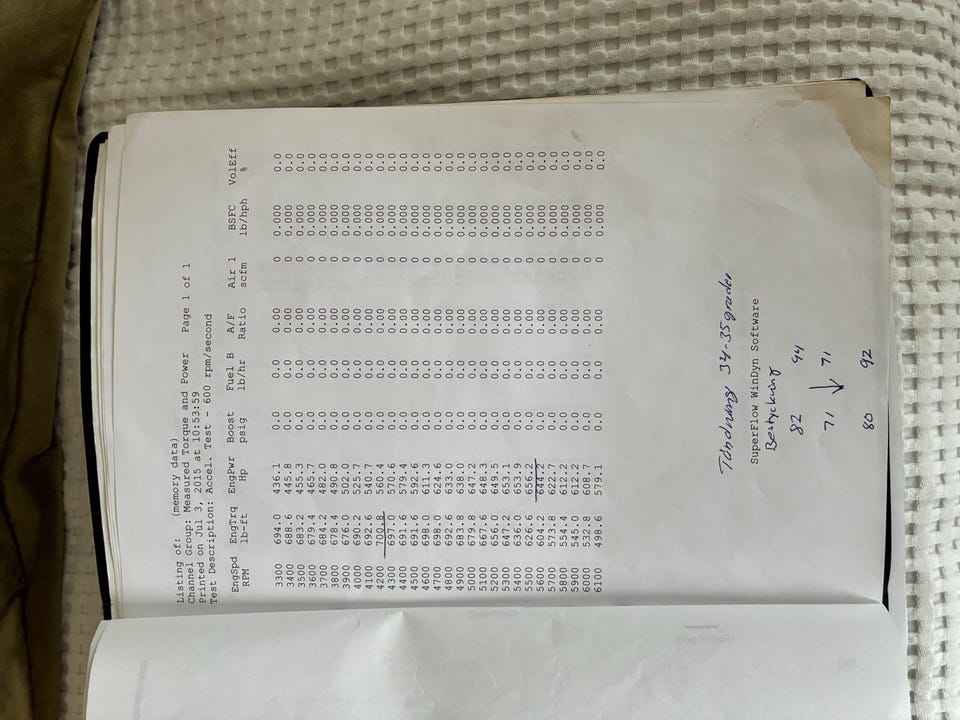 Listing of: (memory data)
Channel Group: Measured Torque and Power Page 1 of 1
Printed on Jul 3, 2015 at 10:53:59
Test Description: Accel. Test - 600 rpm/second
EngSpd EngTrq EngPwr Boost Fuel B A/F Air 1 BSFC VolEff
RPM lb-ft Hp psig lb/hr Ratio scfm lb/hph %
3300 694.0 436.1 0.0 0.0 0.00 0 0.000 0.0
3400 688.6 445.8 0.0 0.0 0.00 0 0.000 0.0
3500 683.2 455.3 0.0 0.0 0.00 0 0.000 0.0
3600 679.4 465.7 0.0 0.0 0.00 0 0.000 0.0
3700 684.2 482.0 0.0 0.0 0.00 0 0.000 0.0
3800 678.4 490.8 0.0 0.0 0.00 0 0.000 0.0
3900 676.0 502.0 0.0 0.0 0.00 0 0.000 0.0
4000 690.2 525.7 0.0 0.0 0.00 0 0.000 0.0
4100 692.6 540.7 0.0 0.0 0.00 0 0.000 0.0
4200 700.8 560.4 0.0 0.0 0.00 0 0.000 0.0
4300 697.0 570.6 0.0 0.0 0.00 0 0.000 0.0
4400 691.6 579.4 0.0 0.0 0.00 0 0.000 0.0
4500 691.6 592.6 0.0 0.0 0.00 0 0.000 0.0
4600 698.0 611.3 0.0 0.0 0.00 0 0.000 0.0
4700 698.0 624.6 0.0 0.0 0.00 0 0.000 0.0
4800 692.6 633.0 0.0 0.0 0.00 0 0.000 0.0
4900 683.8 638.0 0.0 0.0 0.00 0 0.000 0.0
5000 679.8 647.2 0.0 0.0 0.00 0 0.000 0.0
5100 667.6 648.3 0.0 0.0 0.00 0 0.000 0.0
5200 656.0 649.5 0.0 0.0 0.00 0 0.000 0.0
5300 647.2 653.1 0.0 0.0 0.00 0 0.000 0.0
5400 636.0 653.9 0.0 0.0 0.00 0 0.000 0.0
5500 626.6 656.2 0.0 0.0 0.00 0 0.000 0.0
5600 604.2 644.2 0.0 0.0 0.00 0 0.000 0.0
5700 573.8 622.7 0.0 0.0 0.00 0 0.000 0.0
5800 554.4 612.2 0.0 0.0 0.00 0 0.000 0.0
5900 545.0 612.2 0.0 0.0 0.00 0 0.000 0.0
6000 532.8 608.7 0.0 0.0 0.00 0 0.000 0.0
6100 498.6 579.1 0.0 0.0 0.00 0 0.000 0.0
Tändning 34-35 grader
SuperFlow WinDyn Software
Bestyckning
82 94
71 → 71
80 92